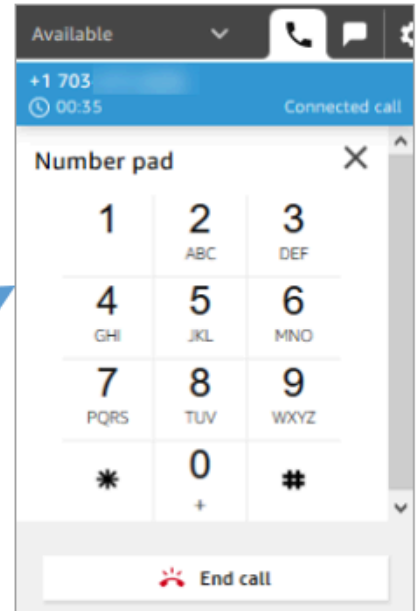 Available
+1 703
00:35 Connected call
Number pad
1 2 3
ABC DEF
4 5 6
GHI JKL MNO
7 8 9
PQRS TUV WXYZ
* 0 #
+
End call